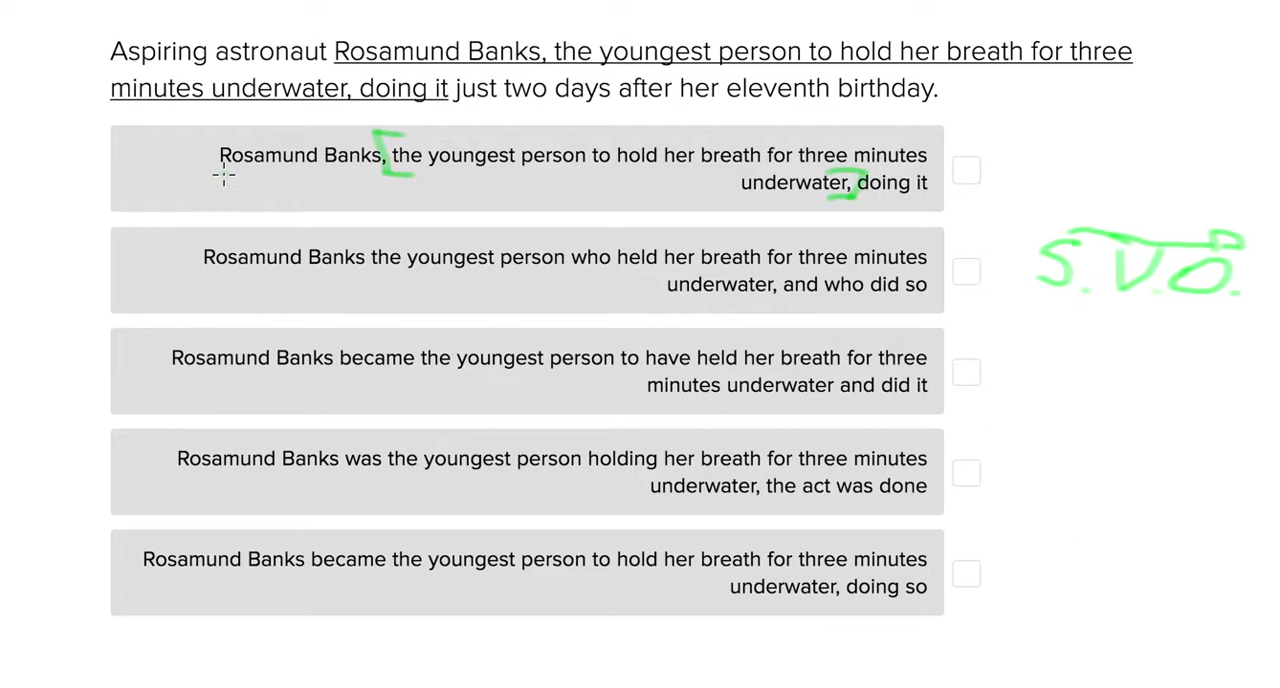 Aspiring astronaut Rosamund Banks, the youngest person to hold her breath for three
minutes underwater, doing it just two days after her eleventh birthday.
Rosamund Banks, the youngest person to hold her breath for three minutes
underwater, doing it
Rosamund Banks the youngest person who held her breath for three minutes
underwater, and who did so
S.V.O.
Rosamund Banks became the youngest person to have held her breath for three
minutes underwater and did it
Rosamund Banks was the youngest person holding her breath for three minutes
underwater, the act was done
Rosamund Banks became the youngest person to hold her breath for three minutes
underwater, doing so